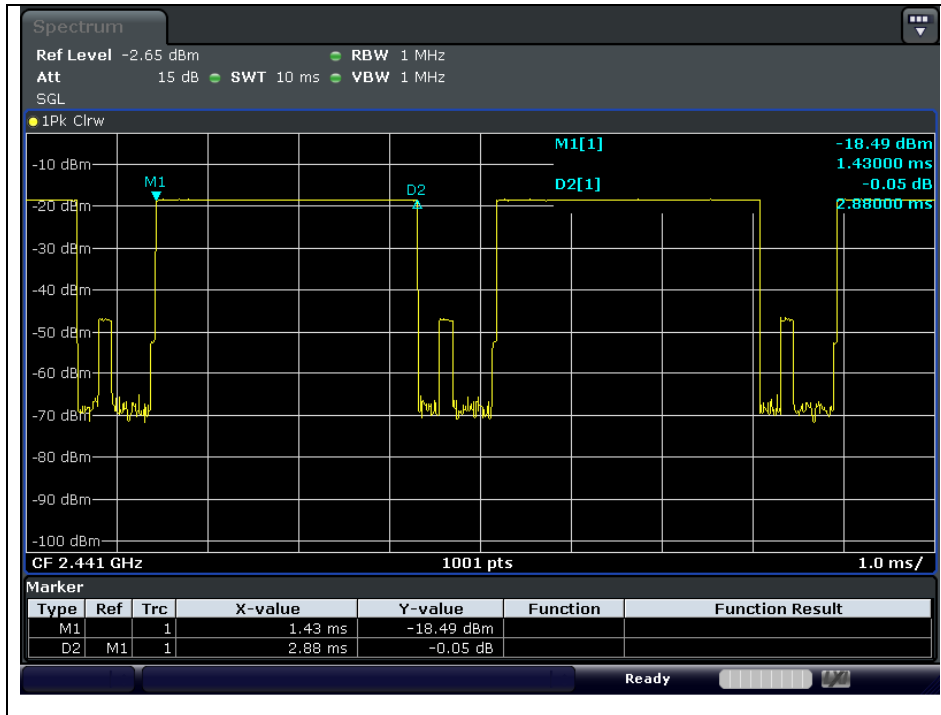 Spectrum
Ref Level -2.65 dBm RBW 1 MHz
Att 15 dB SWT 10 ms VBW 1 MHz
SGL
1Pk Clrw
M1[1] -18.49 dBm
1.43000 ms
D2[1] -0.05 dB
2.88000 ms
M1
D2
-10 dBm
-20 dBm
-30 dBm
-40 dBm
-50 dBm
-60 dBm
-70 dBm
-80 dBm
-90 dBm
-100 dBm
CF 2.441 GHz 1001 pts 1.0 ms/
Marker
Type Ref Trc X-value Y-value Function Function Result
M1 1 1.43 ms -18.49 dBm
D2 M1 1 2.88 ms -0.05 dB
Ready